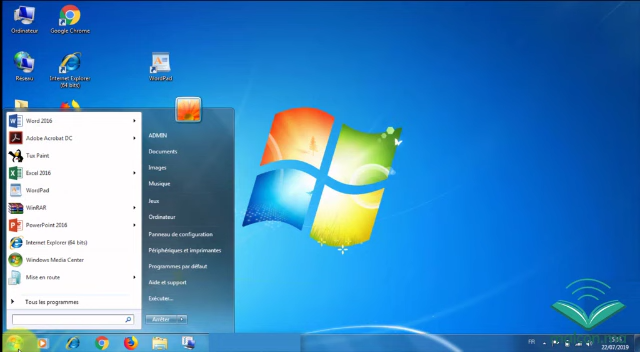 Ordinateur
Google Chrome
Réseau
Internet Explorer
(64 bits)
WordPad
Word 2016
Adobe Acrobat DC
Tux Paint
Excel 2016
WordPad
WinRAR
PowerPoint 2016
Internet Explorer (64 bits)
Windows Media Center
Mise en route
Tous les programmes
ADMIN
Documents
Images
Musique
Jeux
Ordinateur
Panneau de configuration
Périphériques et imprimantes
Programmes par défaut
Aide et support
Exécuter...
Arrêter
FR
22/07/2019